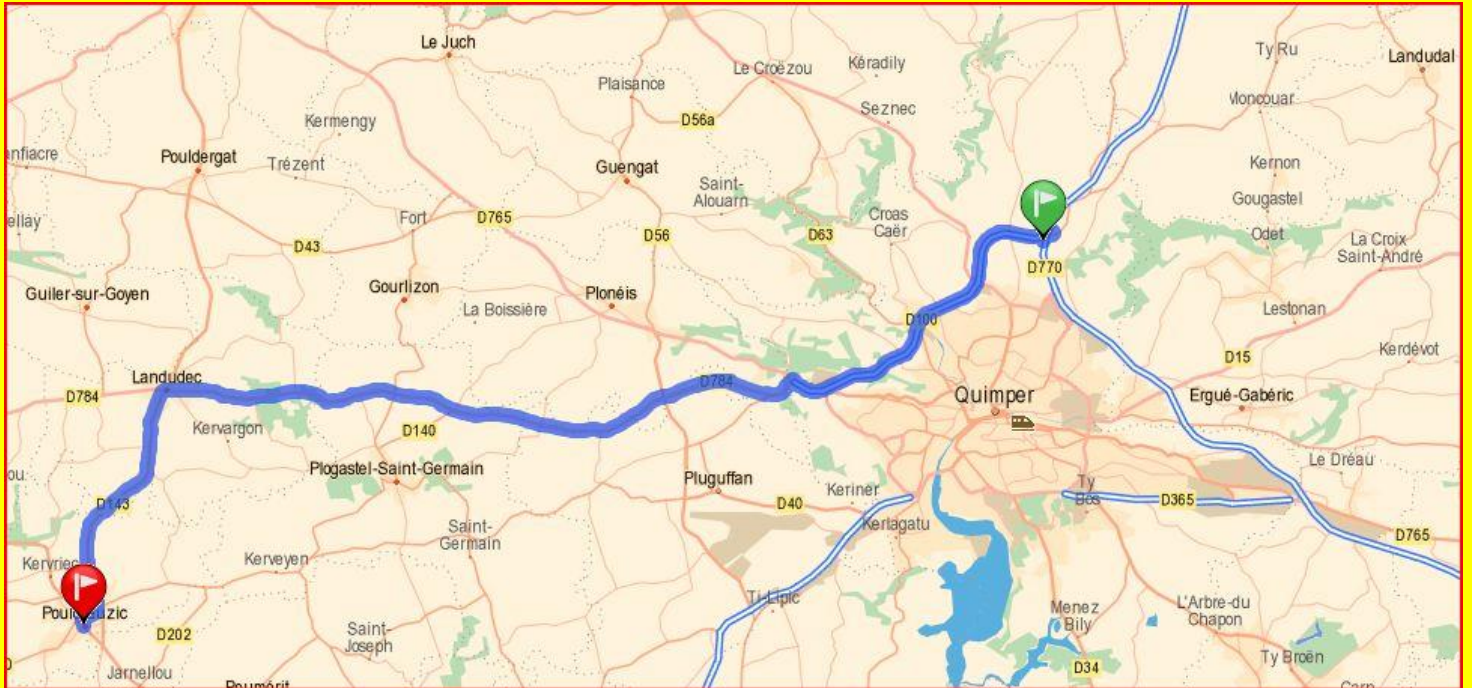 Le Juch
Le Croëzou
Kéradily
Ty Ru
Landudal
Plaisance
Moncouar
Seznec
D56a
Kermengy
Pouldergat
Trézent
Guengat
Kernon
Saint-
Alouarn
Gougastel
Croas
Caër
Fort
D765
D56
D63
D43
Odet
La Croix
Saint-André
D770
Guiler-sur-Goyen
Gourlizon
La Boissière
Plonéis
Lestonan
D100
D15
Kerdévot
Landudec
D784
D784
Quimper
Ergué-Gabéric
Kervargon
D140
Plogastel-Saint-Germain
Le Dréau
Pluguffan
Keriner
Ty
Bos
D365
D143
D40
Kerlagatu
Saint-
Germain
D765
Kerveyen
Ti-Lipic
Menez
Bily
L'Arbre-du
Chapon
D202
Saint-
Joseph
Jarnellou
D34
Ty Broën